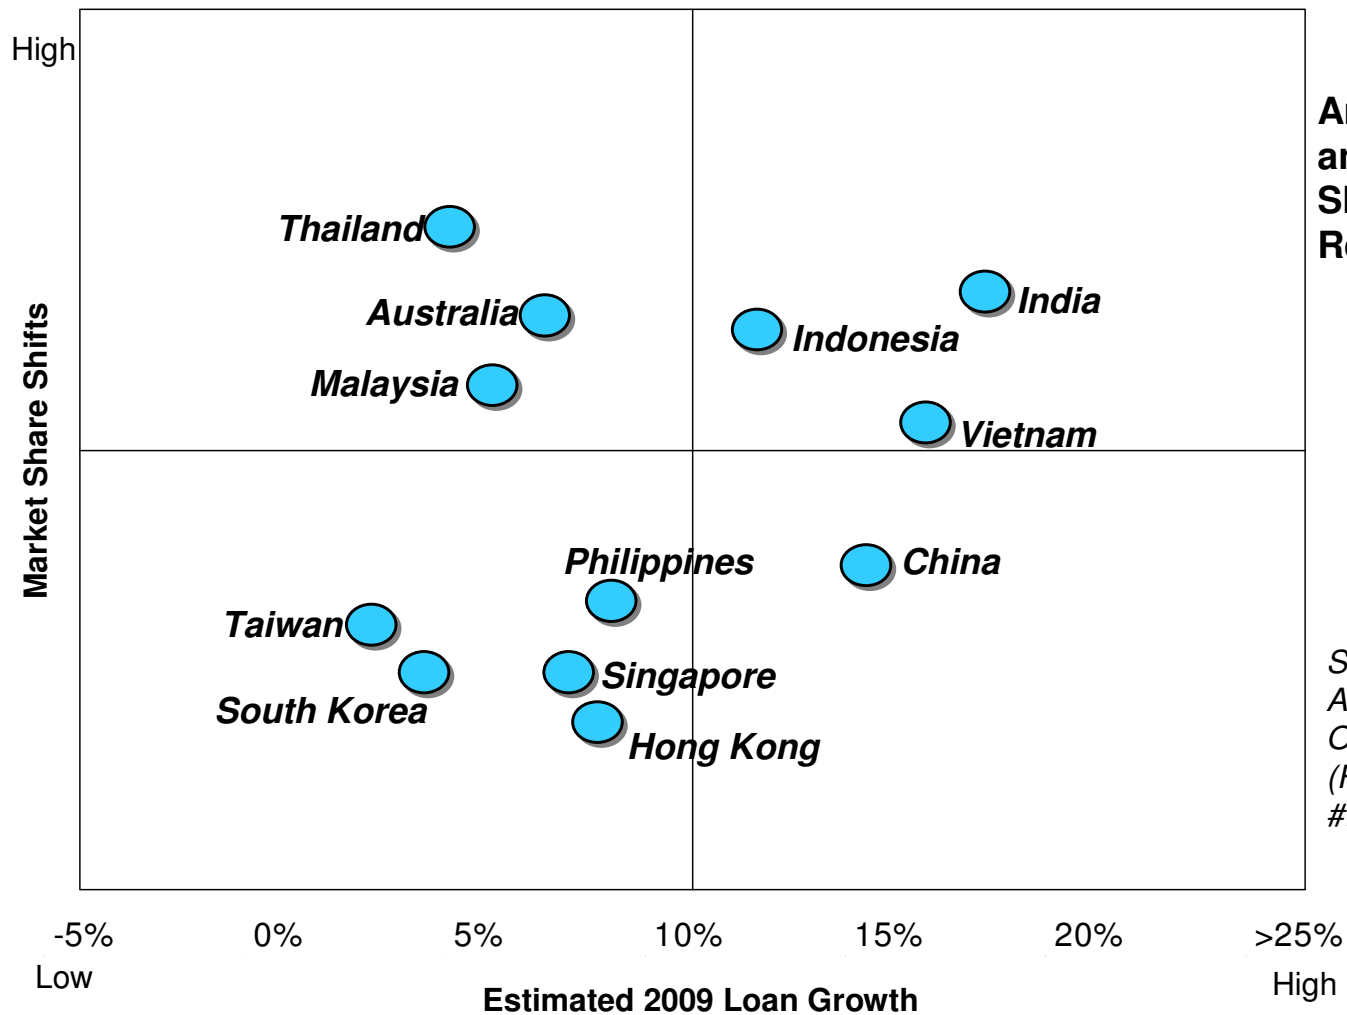 High
Thailand
Australia
Malaysia
India
Indonesia
Vietnam
Market Share Shifts
Philippines
China
Taiwan
Singapore
South Korea
Hong Kong
-5% 0% 5% 10% 15% 20% >25%
Low
High
Estimated 2009 Loan Growth